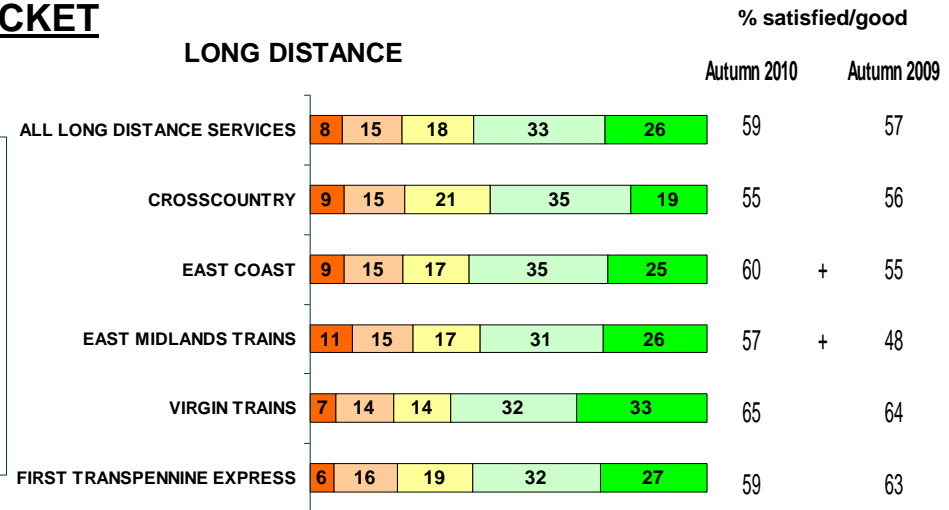 CKET
% satisfied/good
LONG DISTANCE
Autumn 2010 Autumn 2009
ALL LONG DISTANCE SERVICES 8 15 18 33 26 59 57
CROSSCOUNTRY 9 15 21 35 19 55 56
EAST COAST 9 15 17 35 25 60 + 55
EAST MIDLANDS TRAINS 11 15 17 31 26 57 + 48
VIRGIN TRAINS 7 14 14 32 33 65 64
FIRST TRANSPENNINE EXPRESS 6 16 19 32 27 59 63